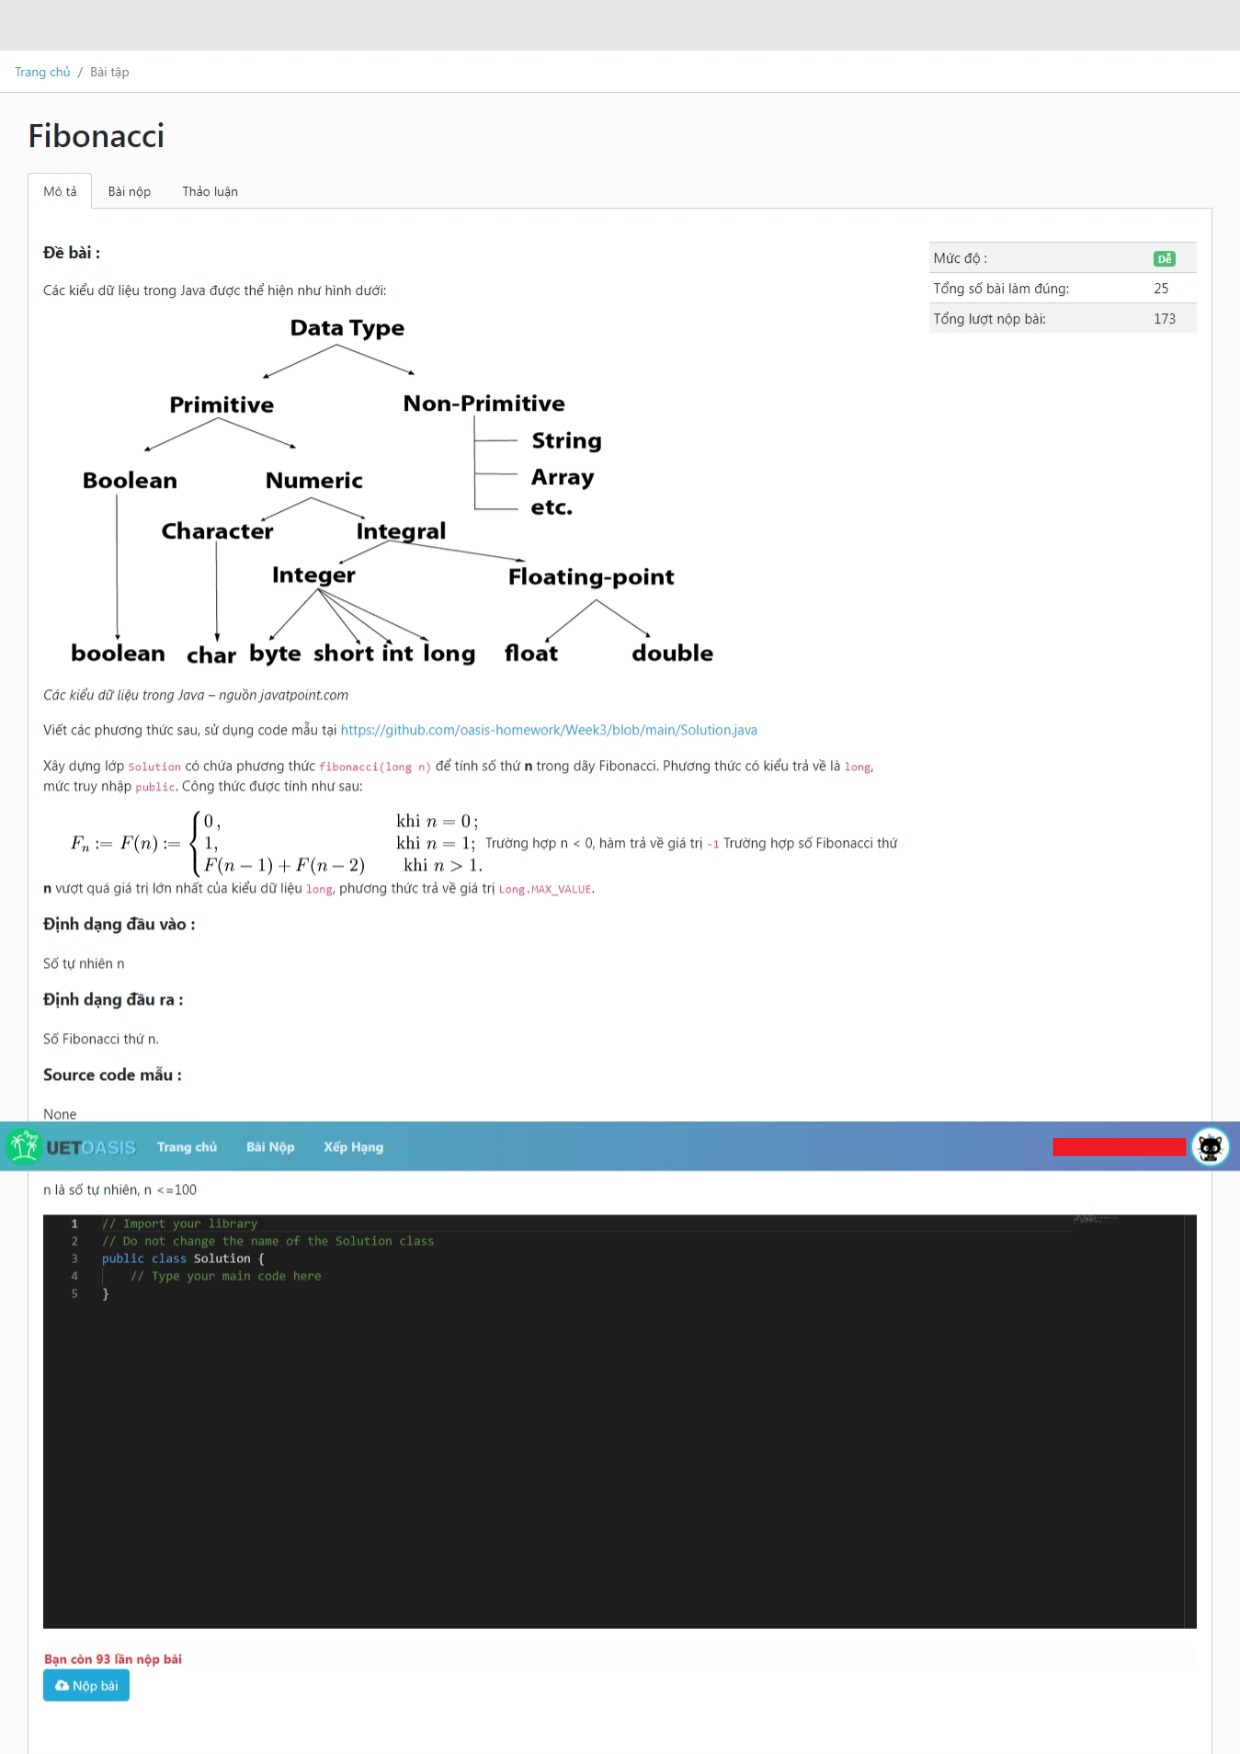 Trang chủ / Bài tập
Fibonacci
Mô tả Bài nộp Thảo luận
Đề bài :
Mức độ : Dễ
Tổng số bài làm đúng: 25
Tổng lượt nộp bài: 173
Các kiểu dữ liệu trong Java được thể hiện như hình dưới:
Data Type
Primitive Non-Primitive
String
Boolean Numeric Array
etc.
Character Integral
Integer Floating-point
boolean char byte short int long float double
Các kiểu dữ liệu trong Java – nguồn javatpoint.com
Viết các phương thức sau, sử dụng code mẫu tại https://github.com/oasis-homework/Week3/blob/main/Solution.java
Xây dựng lớp Solution có chứa phương thức fibonacci(long n) để tính số thứ n trong dãy Fibonacci. Phương thức có kiểu trả về là long,
mức truy nhập public. Công thức được tính như sau:
0, khi n = 0;
Fₙ := F(n) := { 1, khi n = 1; Trường hợp n < 0, hàm trả về giá trị -1 Trường hợp số Fibonacci thứ
F(n − 1) + F(n − 2) khi n > 1.
n vượt quá giá trị lớn nhất của kiểu dữ liệu long, phương thức trả về giá trị Long.MAX_VALUE.
Định dạng đầu vào :
Số tự nhiên n
Định dạng đầu ra :
Số Fibonacci thứ n.
Source code mẫu :
None
UETOASIS Trang chủ Bài Nộp Xếp Hạng
n là số tự nhiên, n <=100
1 // Import your library
2 // Do not change the name of the Solution class
3 public class Solution {
4 // Type your main code here
5 }
Bạn còn 93 lần nộp bài
Nộp bài